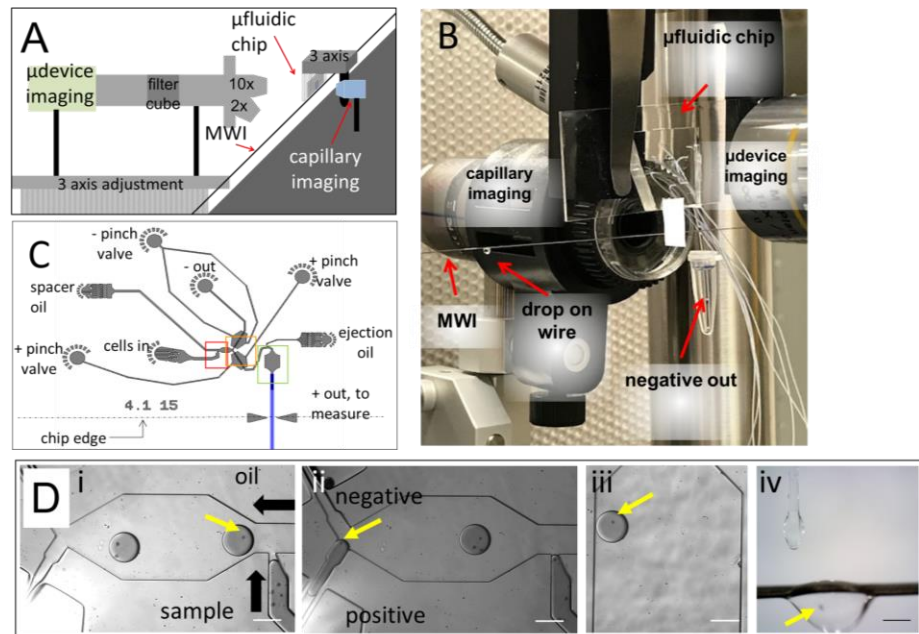 A
μfluidic
chip
3 axis
μdevice
imaging
filter
cube
10x
2x
MWI
capillary
imaging
3 axis adjustment
B
μfluidic chip
capillary
imaging
μdevice
imaging
MWI
drop on
wire
negative out
C
- pinch
valve
- out
+ pinch
valve
spacer
oil
cells in
+ pinch
valve
ejection
oil
+ out, to
measure
4.1 15
chip edge
D
i
oil
sample
ii
negative
positive
iii
iv